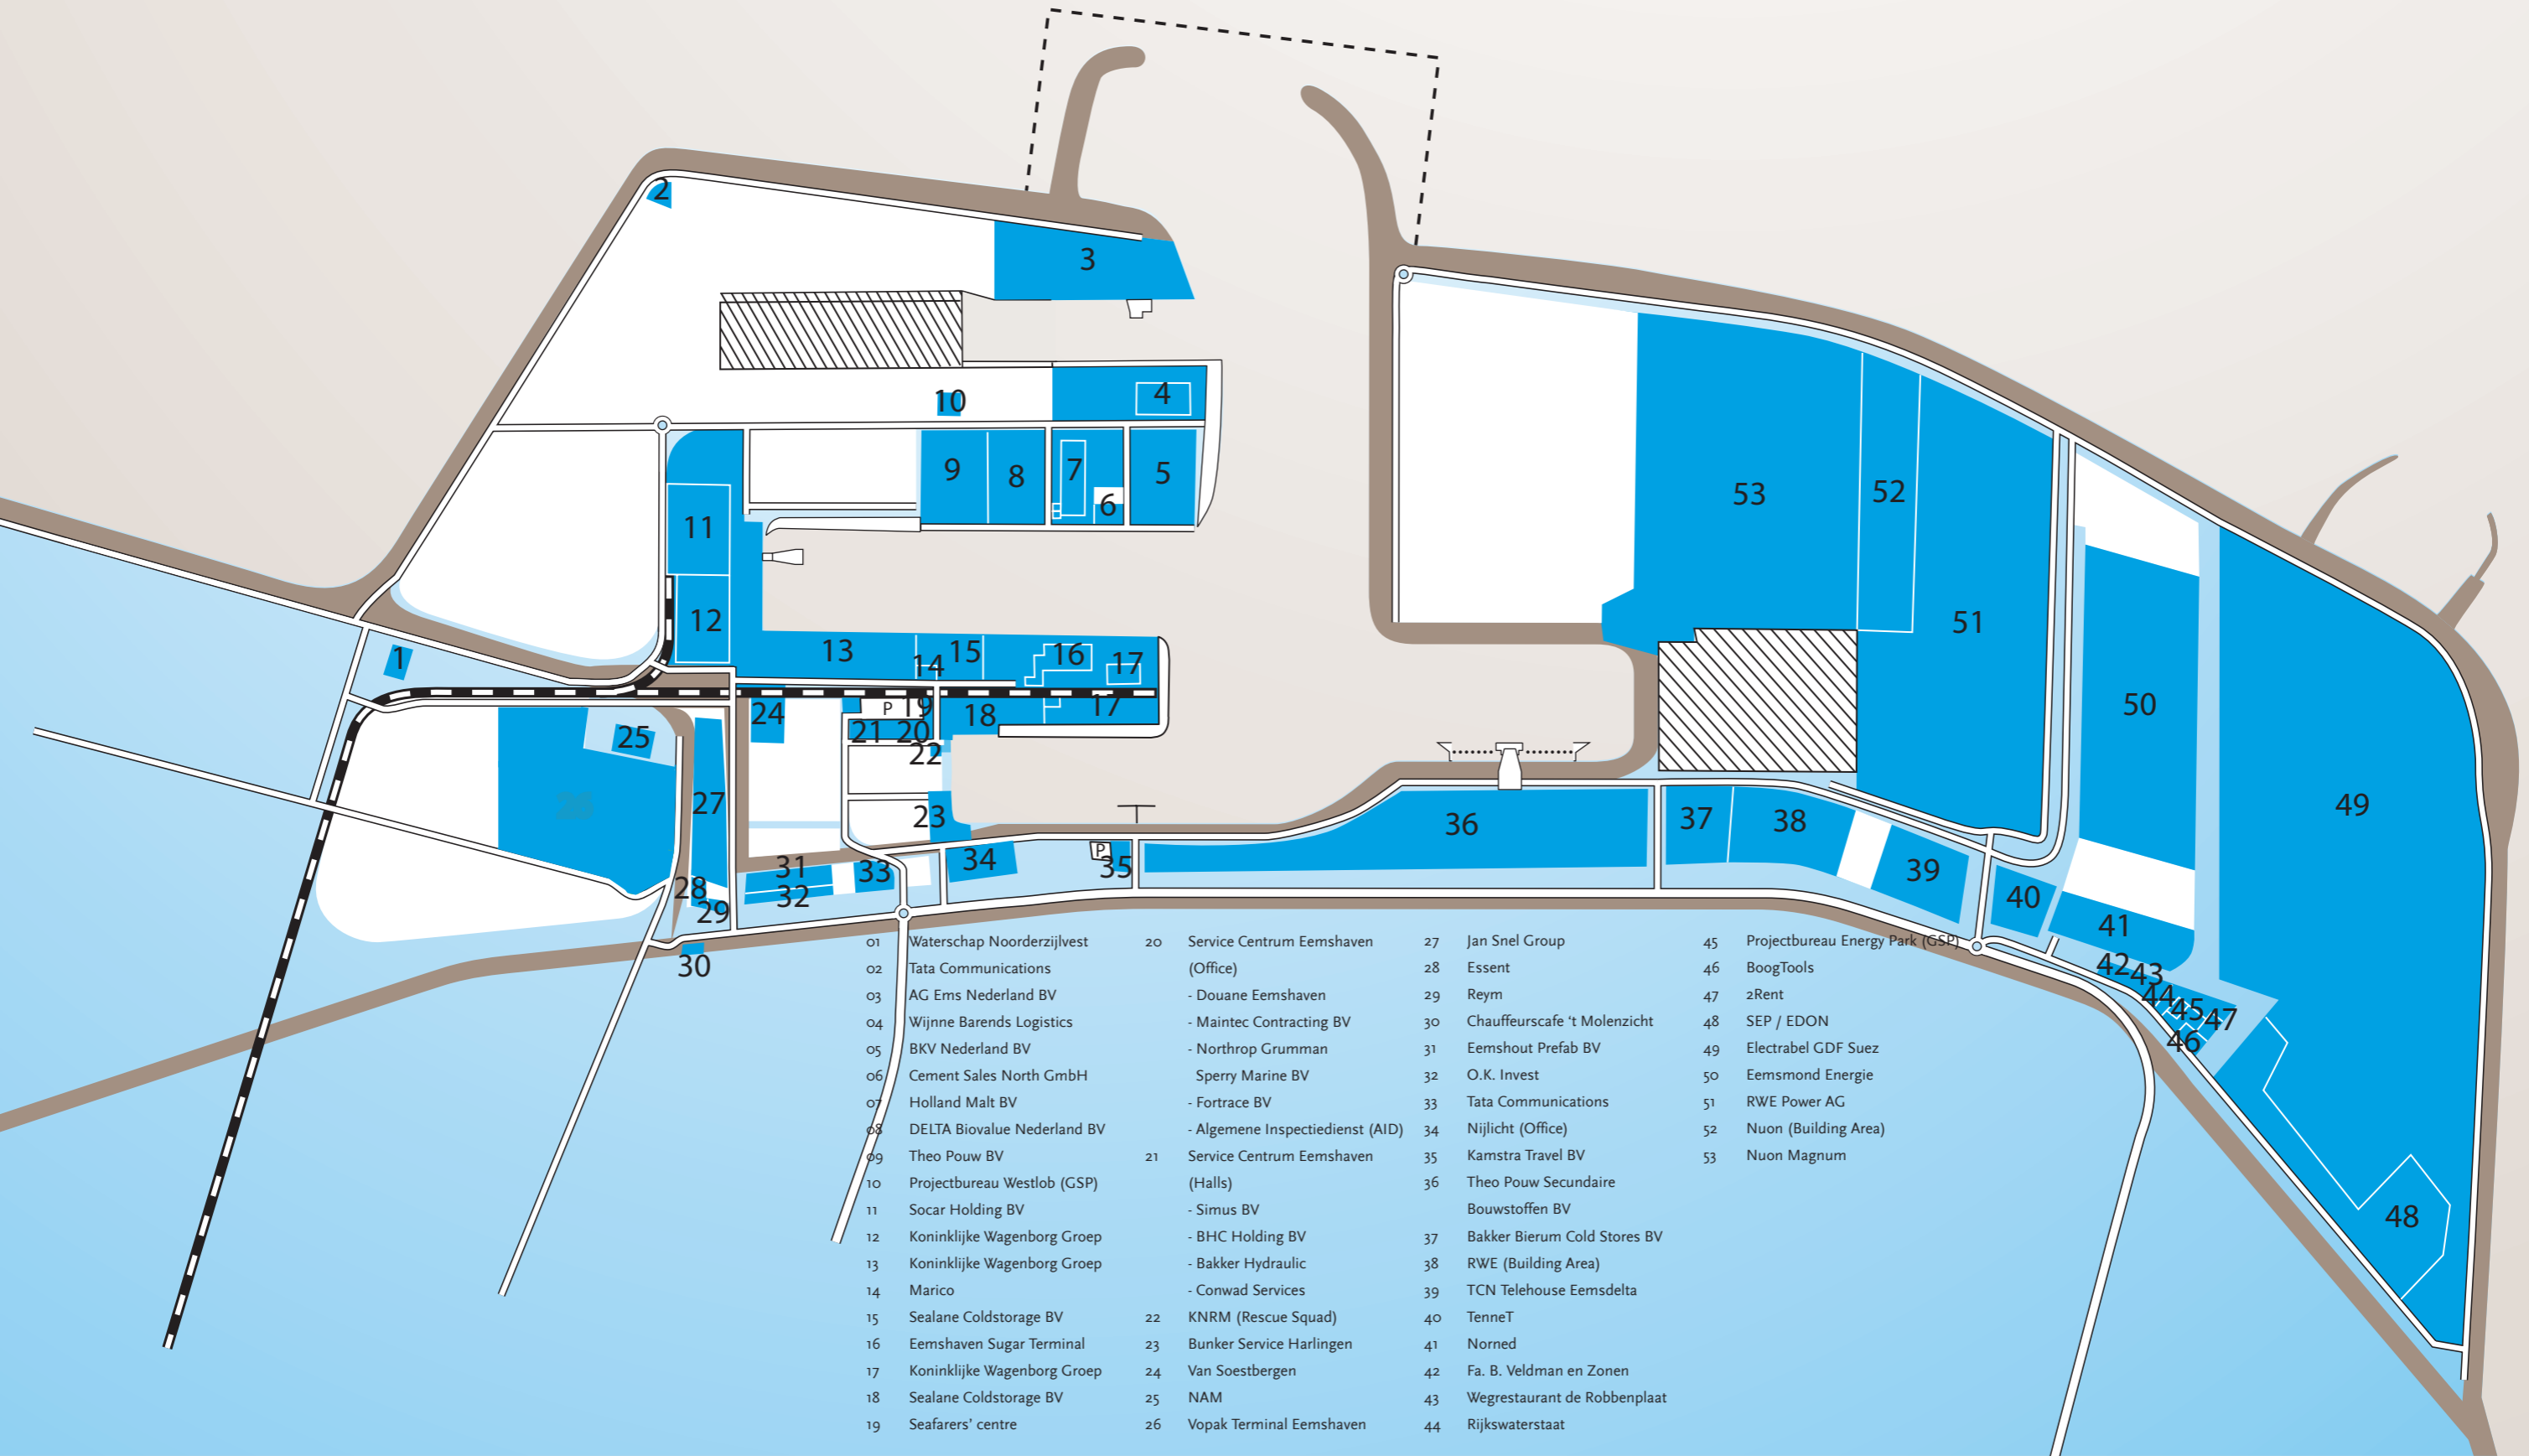 2
3
4
10
9
8
7
6
5
11
12
13
14
15
16
17
1
24
P
19
18
17
21
20
22
25
26
27
23
28
29
30
31
32
33
34
P
35
36
37
38
39
40
41
42
43
44
45
46
47
48
49
50
51
52
53
01 Waterschap Noorderzijlvest
02 Tata Communications
03 AG Ems Nederland BV
04 Wijnne Barends Logistics
05 BKV Nederland BV
06 Cement Sales North GmbH
07 Holland Malt BV
08 DELTA Biovalue Nederland BV
09 Theo Pouw BV
10 Projectbureau Westlob (GSP)
11 Socar Holding BV
12 Koninklijke Wagenborg Groep
13 Koninklijke Wagenborg Groep
14 Marico
15 Sealane Coldstorage BV
16 Eemshaven Sugar Terminal
17 Koninklijke Wagenborg Groep
18 Sealane Coldstorage BV
19 Seafarers' centre
20 Service Centrum Eemshaven
(Office)
- Douane Eemshaven
- Maintec Contracting BV
- Northrop Grumman
Sperry Marine BV
- Fortrace BV
- Algemene Inspectiedienst (AID)
21 Service Centrum Eemshaven
(Halls)
- Simus BV
- BHC Holding BV
- Bakker Hydraulic
- Conwad Services
22 KNRM (Rescue Squad)
23 Bunker Service Harlingen
24 Van Soestbergen
25 NAM
26 Vopak Terminal Eemshaven
27 Jan Snel Group
28 Essent
29 Reym
30 Chauffeurscafe ‘t Molenzicht
31 Eemshout Prefab BV
32 O.K. Invest
33 Tata Communications
34 Nijlicht (Office)
35 Kamstra Travel BV
36 Theo Pouw Secundaire
Bouwstoffen BV
37 Bakker Bierum Cold Stores BV
38 RWE (Building Area)
39 TCN Telehouse Eemsdelta
40 TenneT
41 Norned
42 Fa. B. Veldman en Zonen
43 Wegrestaurant de Robbenplaat
44 Rijkswaterstaat
45 Projectbureau Energy Park (GSP)
46 BoogTools
47 2Rent
48 SEP / EDON
49 Electrabel GDF Suez
50 Eemsmond Energie
51 RWE Power AG
52 Nuon (Building Area)
53 Nuon Magnum